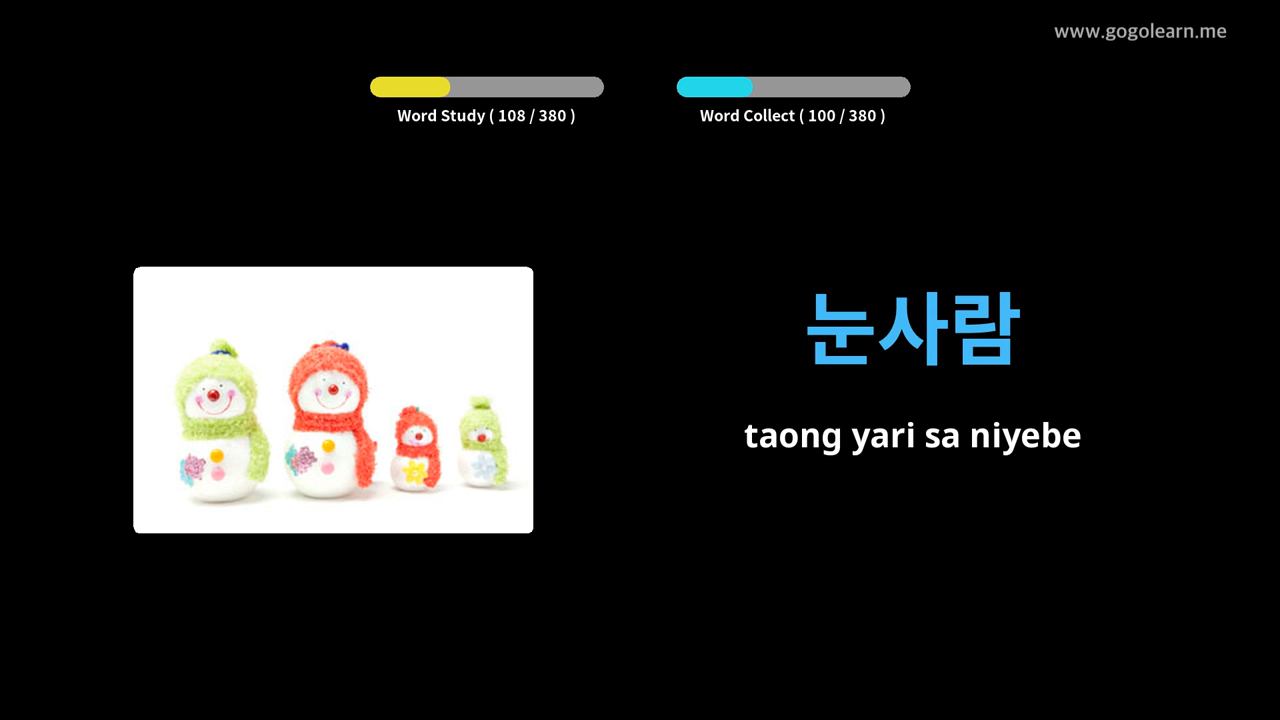 www.gogolearn.me
Word Study ( 108 / 380 )
Word Collect ( 100 / 380 )
눈사람
taong yari sa niyebe